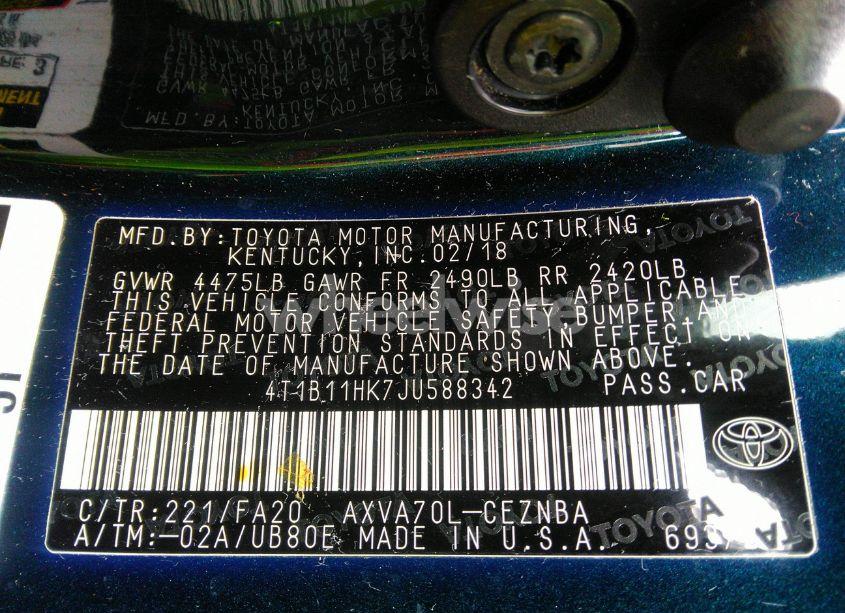 MFD.BY:TOYOTA MOTOR MANUFACTURING,
KENTUCKY,INC.02/18
GVWR 4475LB GAWR FR 2490LB RR 2420LB
THIS VEHICLE CONFORMS TO ALL APPLICABLE
FEDERAL MOTOR VEHICLE SAFETY,BUMPER,AND
THEFT PREVENTION STANDARDS IN EFFECT ON
THE DATE OF MANUFACTURE SHOWN ABOVE.
4T1B11HK7JU588342 PASS.CAR
C/TR:221/FA20 AXVA70L-CEZNBA
A/TM:-02A/UB80E MADE IN U.S.A.
TOYOTA
TOYOTA